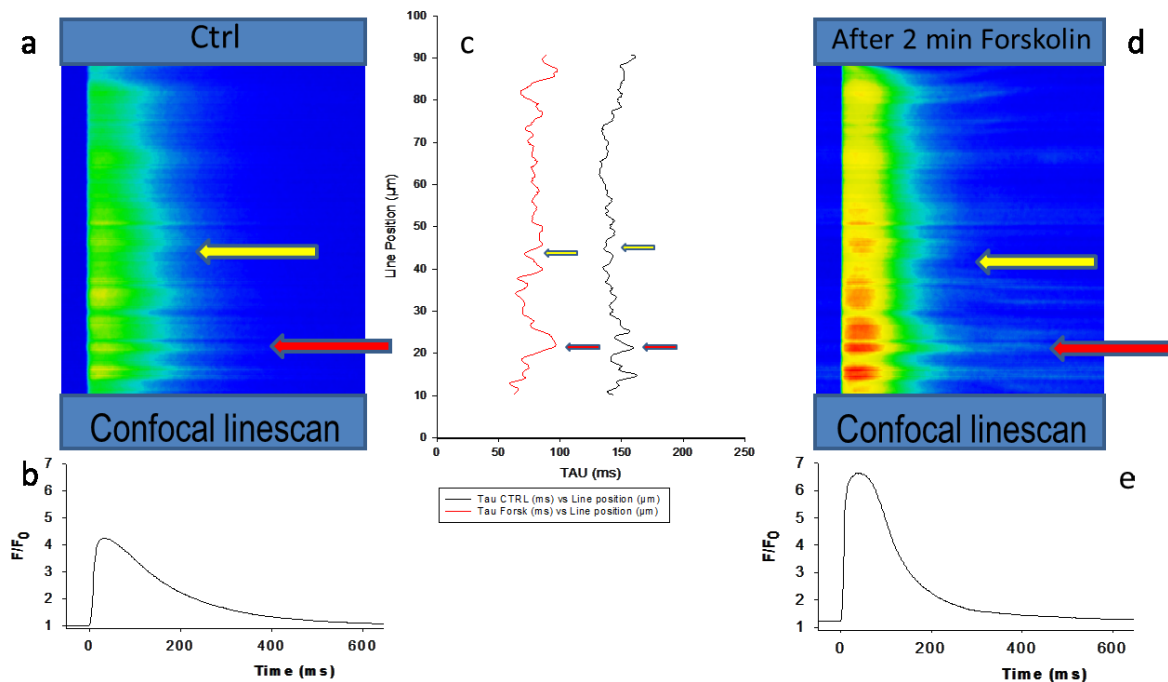 a
Ctrl
Confocal linescan
b
7
6
5
4
3
2
1
F/F0
0 200 400 600
Time (ms)
c
100
90
80
70
60
50
40
30
20
10
0
Line Position (µm)
0 50 100 150 200 250
TAU (ms)
Tau CTRL (ms) vs Line position (µm)
Tau Forsk (ms) vs Line position (µm)
After 2 min Forskolin
d
Confocal linescan
e
7
6
5
4
3
2
1
F/F0
0 200 400 600
Time (ms)